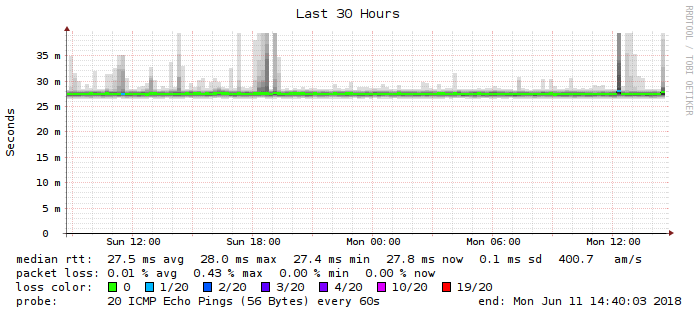 Last 30 Hours
RRDTOOL / TOBI OETIKER
Seconds
35 m
30 m
25 m
20 m
15 m
10 m
5 m
0
Sun 12:00 Sun 18:00 Mon 00:00 Mon 06:00 Mon 12:00
median rtt: 27.5 ms avg 28.0 ms max 27.4 ms min 27.8 ms now 0.1 ms sd 400.7 am/s
packet loss: 0.01 % avg 0.43 % max 0.00 % min 0.00 % now
loss color: 0 1/20 2/20 3/20 4/20 10/20 19/20
probe: 20 ICMP Echo Pings (56 Bytes) every 60s end: Mon Jun 11 14:40:03 2018